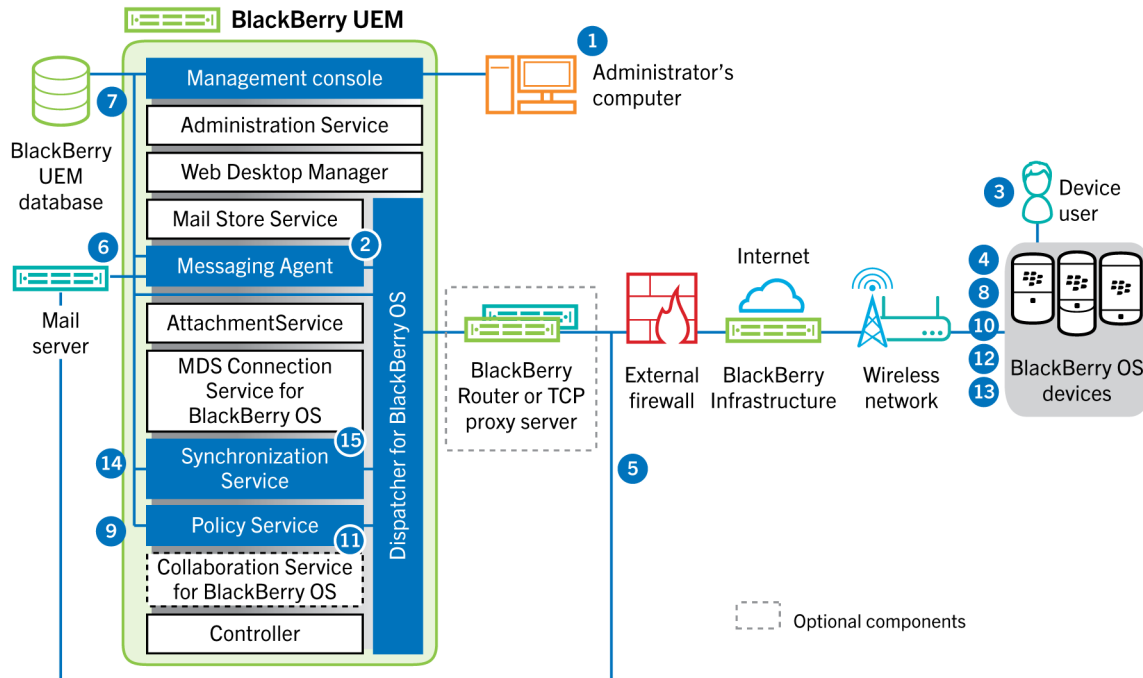 BlackBerry UEM
1
Management console
Administrator's
computer
7
Administration Service
BlackBerry
UEM
database
Web Desktop Manager
3
Device
user
Mail Store Service
6
2
Messaging Agent
Internet
4
8
Mail
server
AttachmentService
Dispatcher for BlackBerry OS
10
MDS Connection
Service for
BlackBerry OS
BlackBerry
Router or TCP
proxy server
External
firewall
BlackBerry
Infrastructure
Wireless
network
12
13
BlackBerry OS
devices
15
14
Synchronization
Service
5
9
Policy Service
11
Collaboration Service
for BlackBerry OS
Controller
Optional components